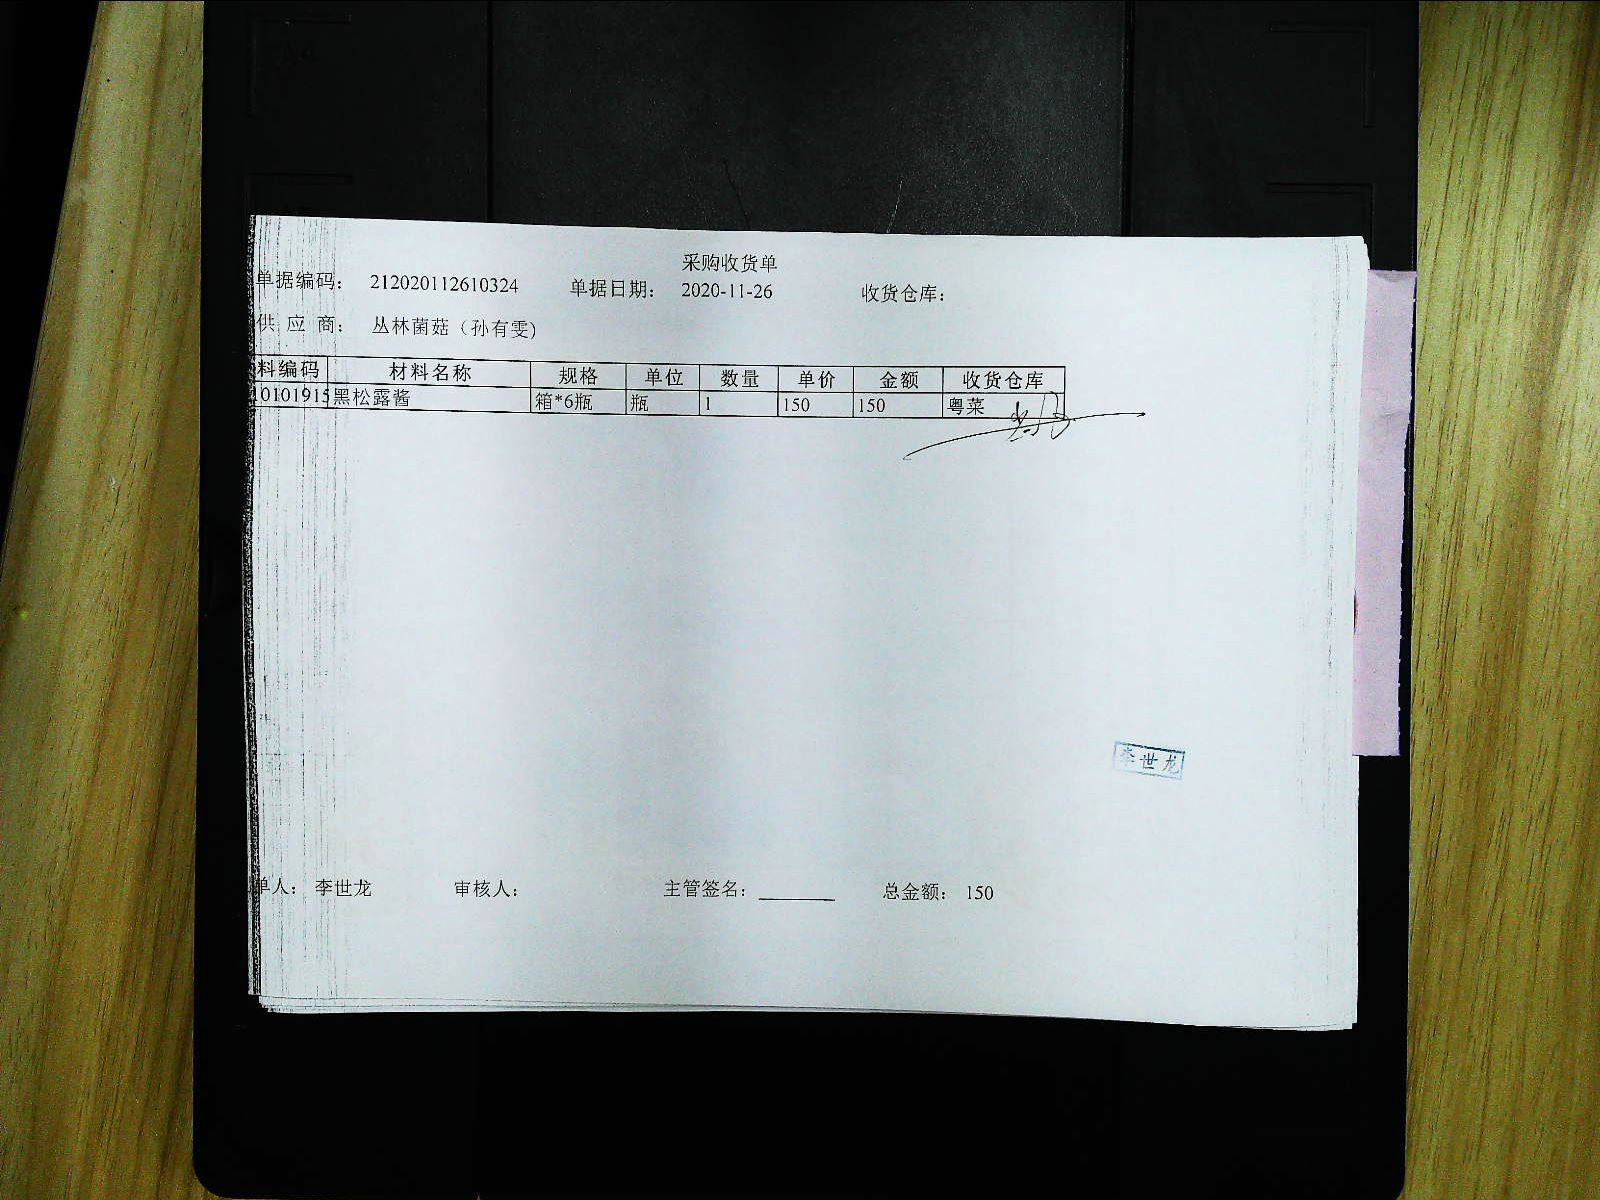 采购收货单
单据编码： 212020112610324 单据日期： 2020-11-26 收货仓库：
供 应 商： 丛林菌菇（孙有雯)
料编码 材料名称 规格 单位 数量 单价 金额 收货仓库
10101915 黑松露酱 箱*6瓶 瓶 1 150 150 粤菜
李世龙
单人： 李世龙 审核人： 主管签名： 总金额： 150